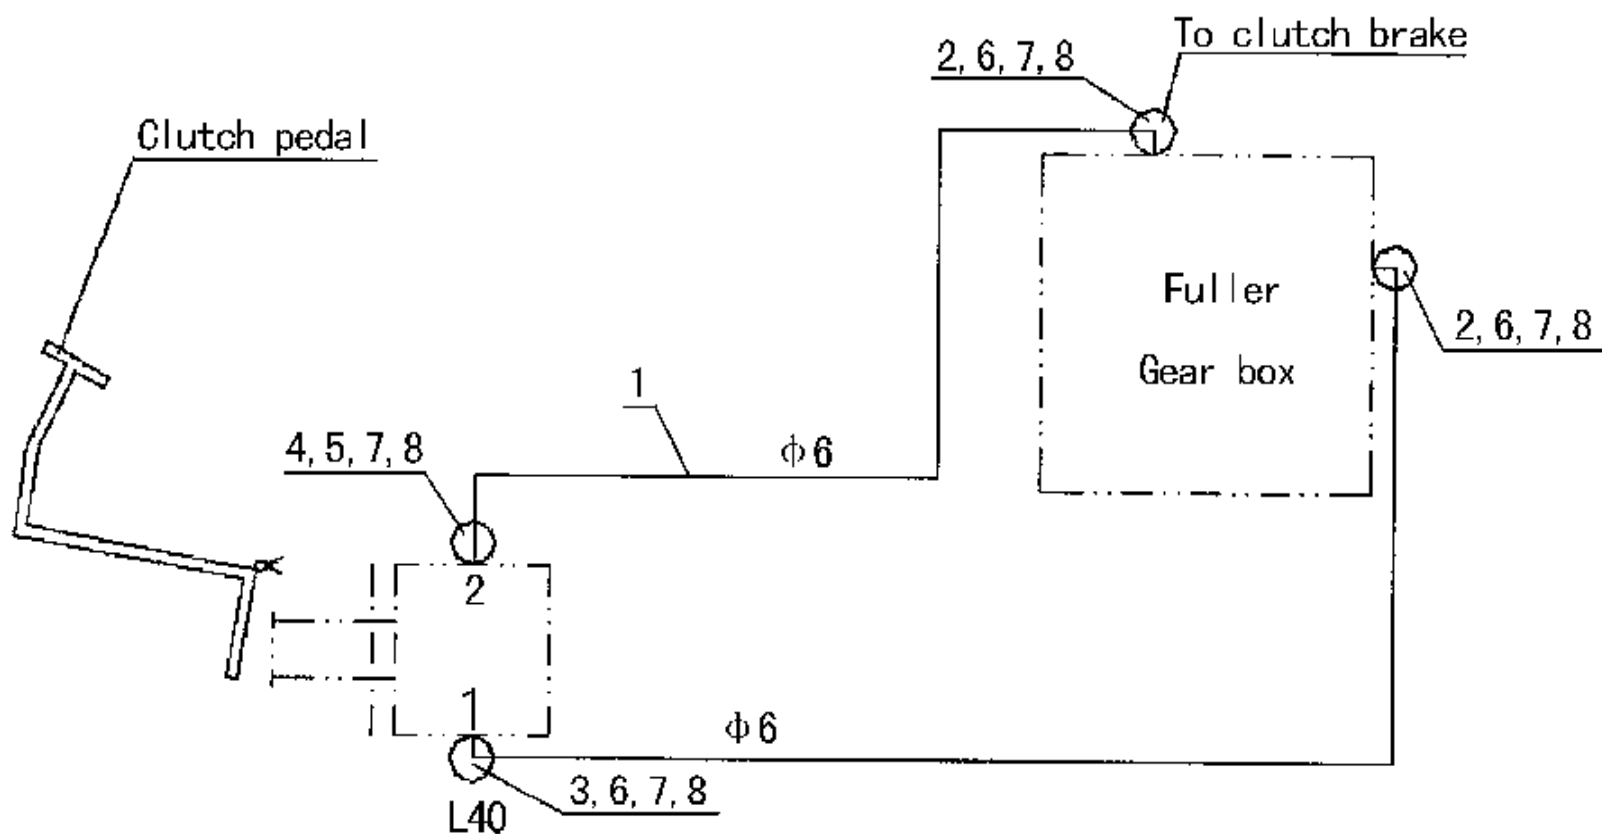 To clutch brake
2, 6, 7, 8
Clutch pedal
Fuller
Gear box
2, 6, 7, 8
1
φ6
4, 5, 7, 8
2
1
φ6
3, 6, 7, 8
L40